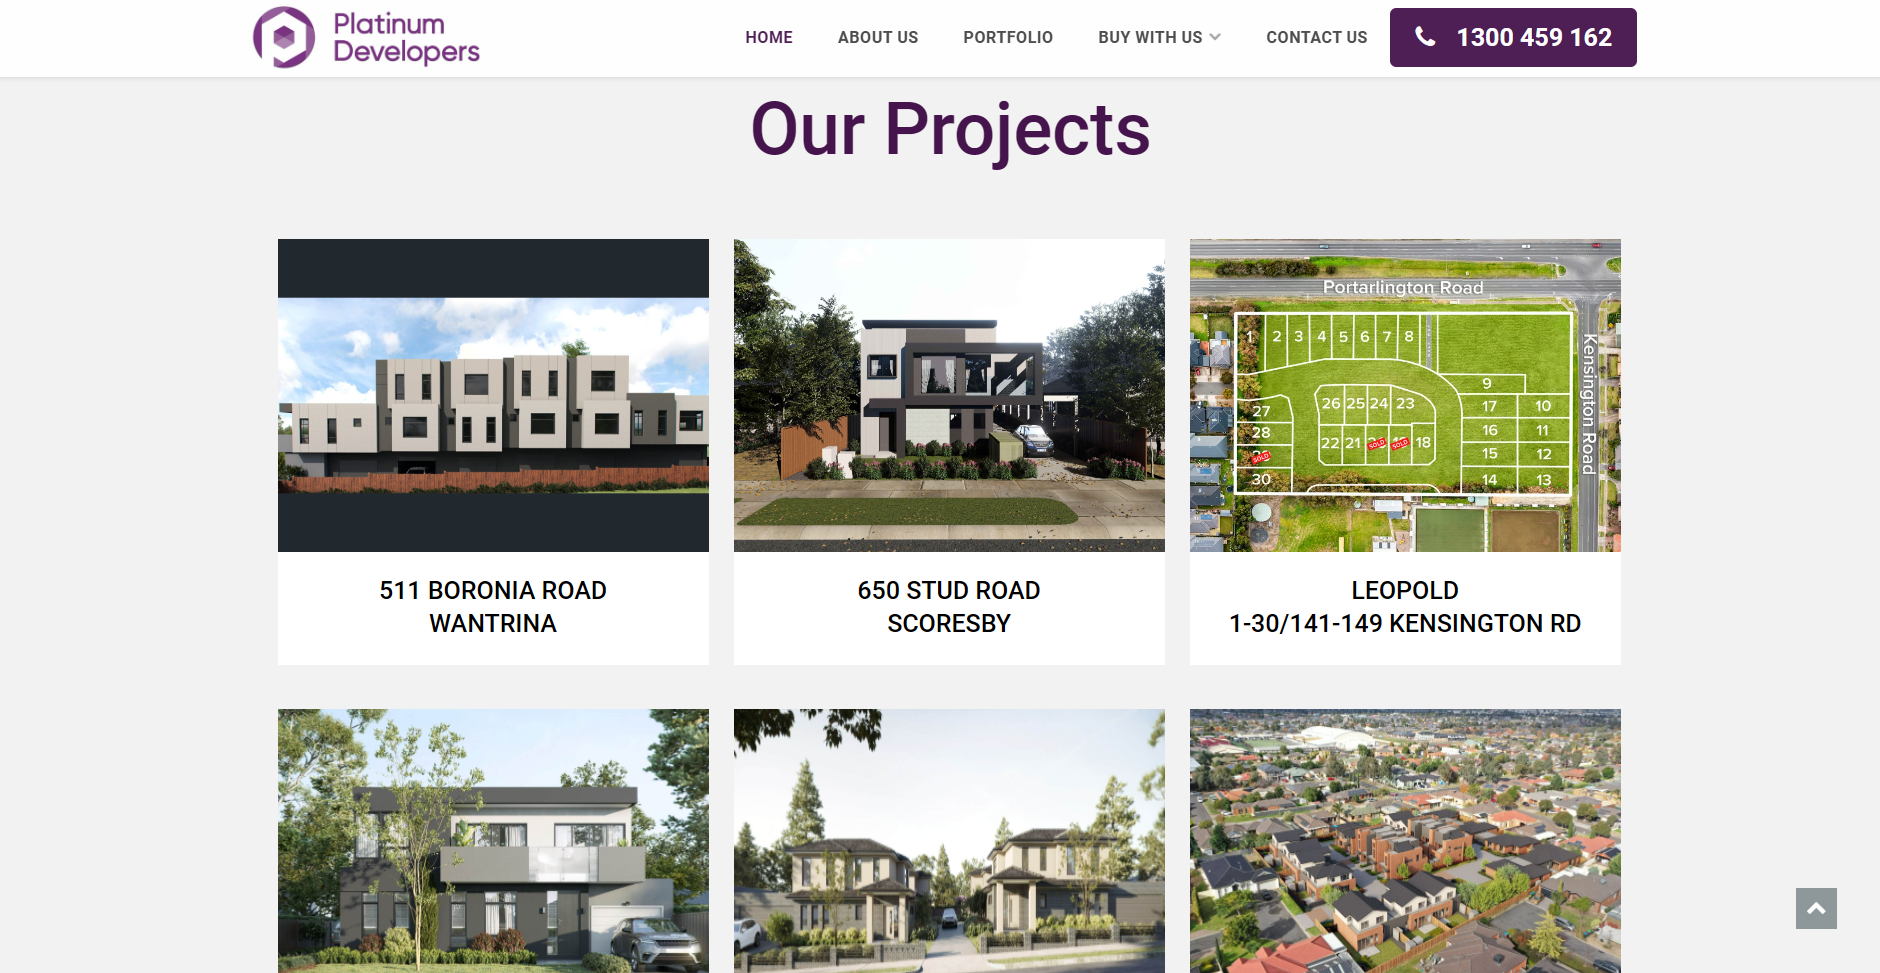 Platinum
Developers
HOME
ABOUT US
PORTFOLIO
BUY WITH US
CONTACT US
1300 459 162
Our Projects
Portarlington Road
Kensington Road
1 2 3 4 5 6 7 8
9
26 25 24 23
17 10
27
16 11
28
22 21 18
SOLD SOLD
15 12
SOLD
30
14 13
511 BORONIA ROAD
WANTRINA
650 STUD ROAD
SCORESBY
LEOPOLD
1-30/141-149 KENSINGTON RD